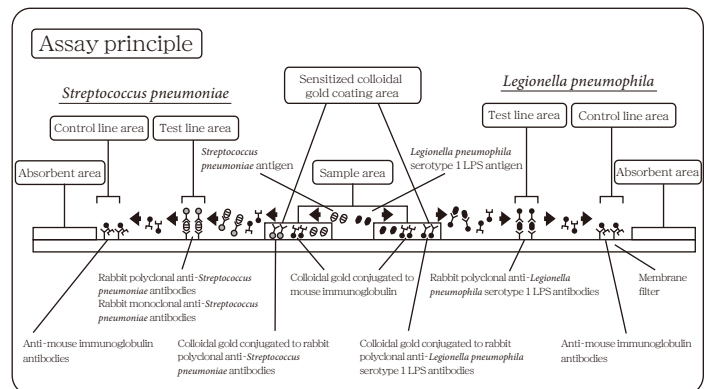 Assay principle
Streptococcus pneumoniae
Sensitized colloidal
gold coating area
Legionella pneumophila
Control line area
Test line area
Test line area
Control line area
Streptococcus
pneumoniae antigen
Legionella pneumophila
serotype 1 LPS antigen
Absorbent area
Sample area
Absorbent area
Rabbit polyclonal anti-Streptococcus
pneumoniae antibodies
Rabbit monoclonal anti-Streptococcus
pneumoniae antibodies
Colloidal gold conjugated to
mouse immunoglobulin
Rabbit polyclonal anti-Legionella
pneumophila serotype 1 LPS antibodies
Membrane
filter
Anti-mouse immunoglobulin
antibodies
Colloidal gold conjugated to rabbit
polyclonal anti-Streptococcus
pneumoniae antibodies
Colloidal gold conjugated to rabbit
polyclonal anti-Legionella pneumophila
serotype 1 LPS antibodies
Anti-mouse immunoglobulin
antibodies